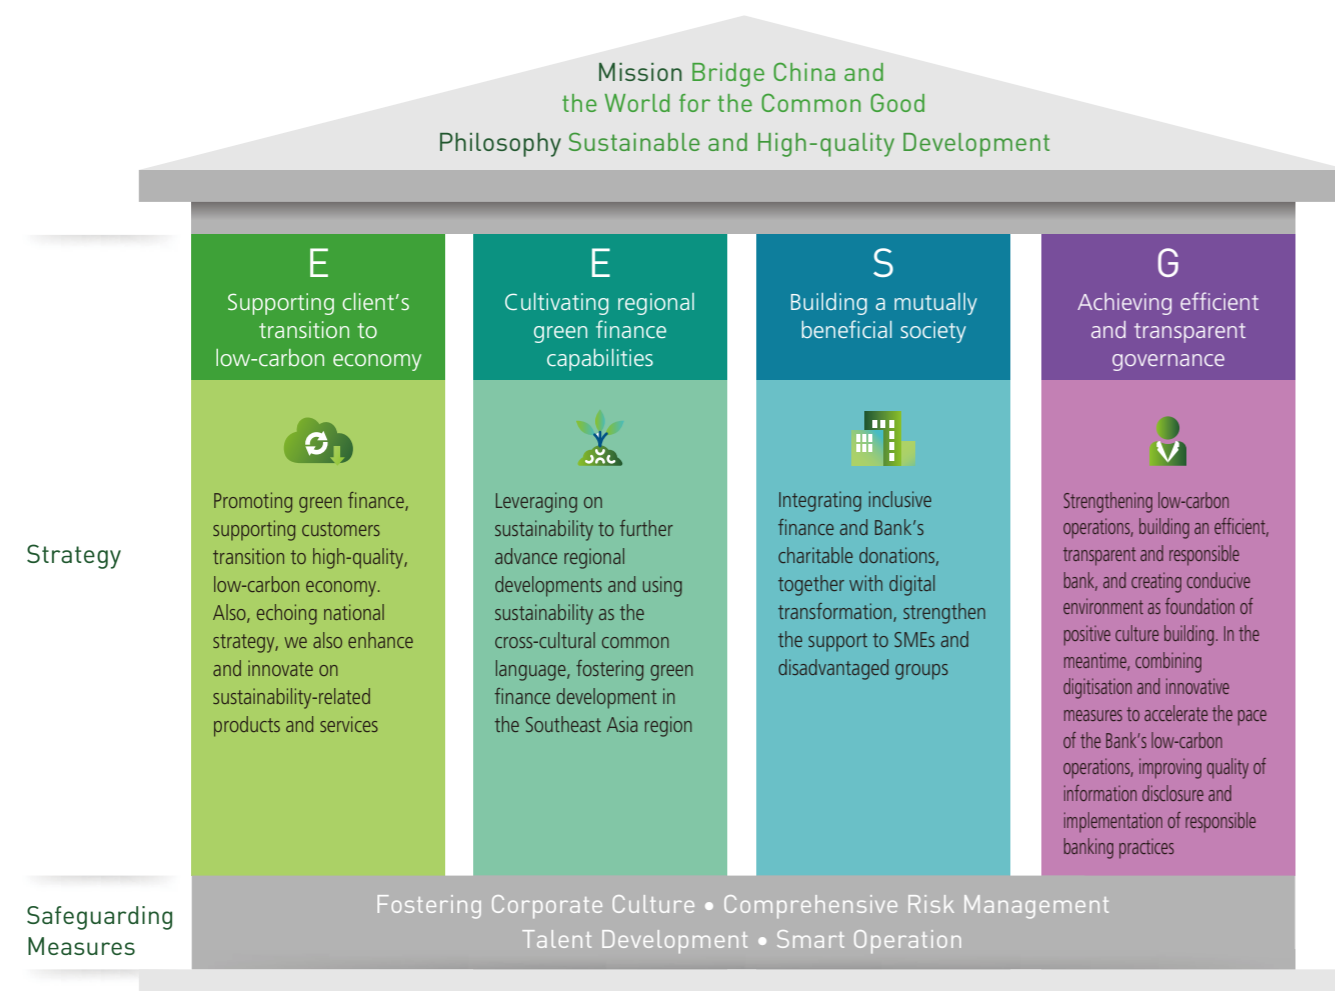 Mission Bridge China and
the World for the Common Good
Philosophy Sustainable and High-quality Development
Strategy
E
Supporting client's
transition to
low-carbon economy
Promoting green finance,
supporting customers
transition to high-quality,
low-carbon economy.
Also, echoing national
strategy, we also enhance
and innovate on
sustainability-related
products and services
E
Cultivating regional
green finance
capabilities
Leveraging on
sustainability to further
advance regional
developments and using
sustainability as the
cross-cultural common
language, fostering green
finance development in
the Southeast Asia region
S
Building a mutually
beneficial society
Integrating inclusive
finance and Bank's
charitable donations,
together with digital
transformation, strengthen
the support to SMEs and
disadvantaged groups
G
Achieving efficient
and transparent
governance
Strengthening low-carbon
operations, building an efficient,
transparent and responsible
bank, and creating conducive
environment as foundation of
positive culture building. In the
meantime, combining
digitisation and innovative
measures to accelerate the pace
of the Bank's low-carbon
operations, improving quality of
information disclosure and
implementation of responsible
banking practices
Safeguarding
Measures
Fostering Corporate Culture • Comprehensive Risk Management
Talent Development • Smart Operation